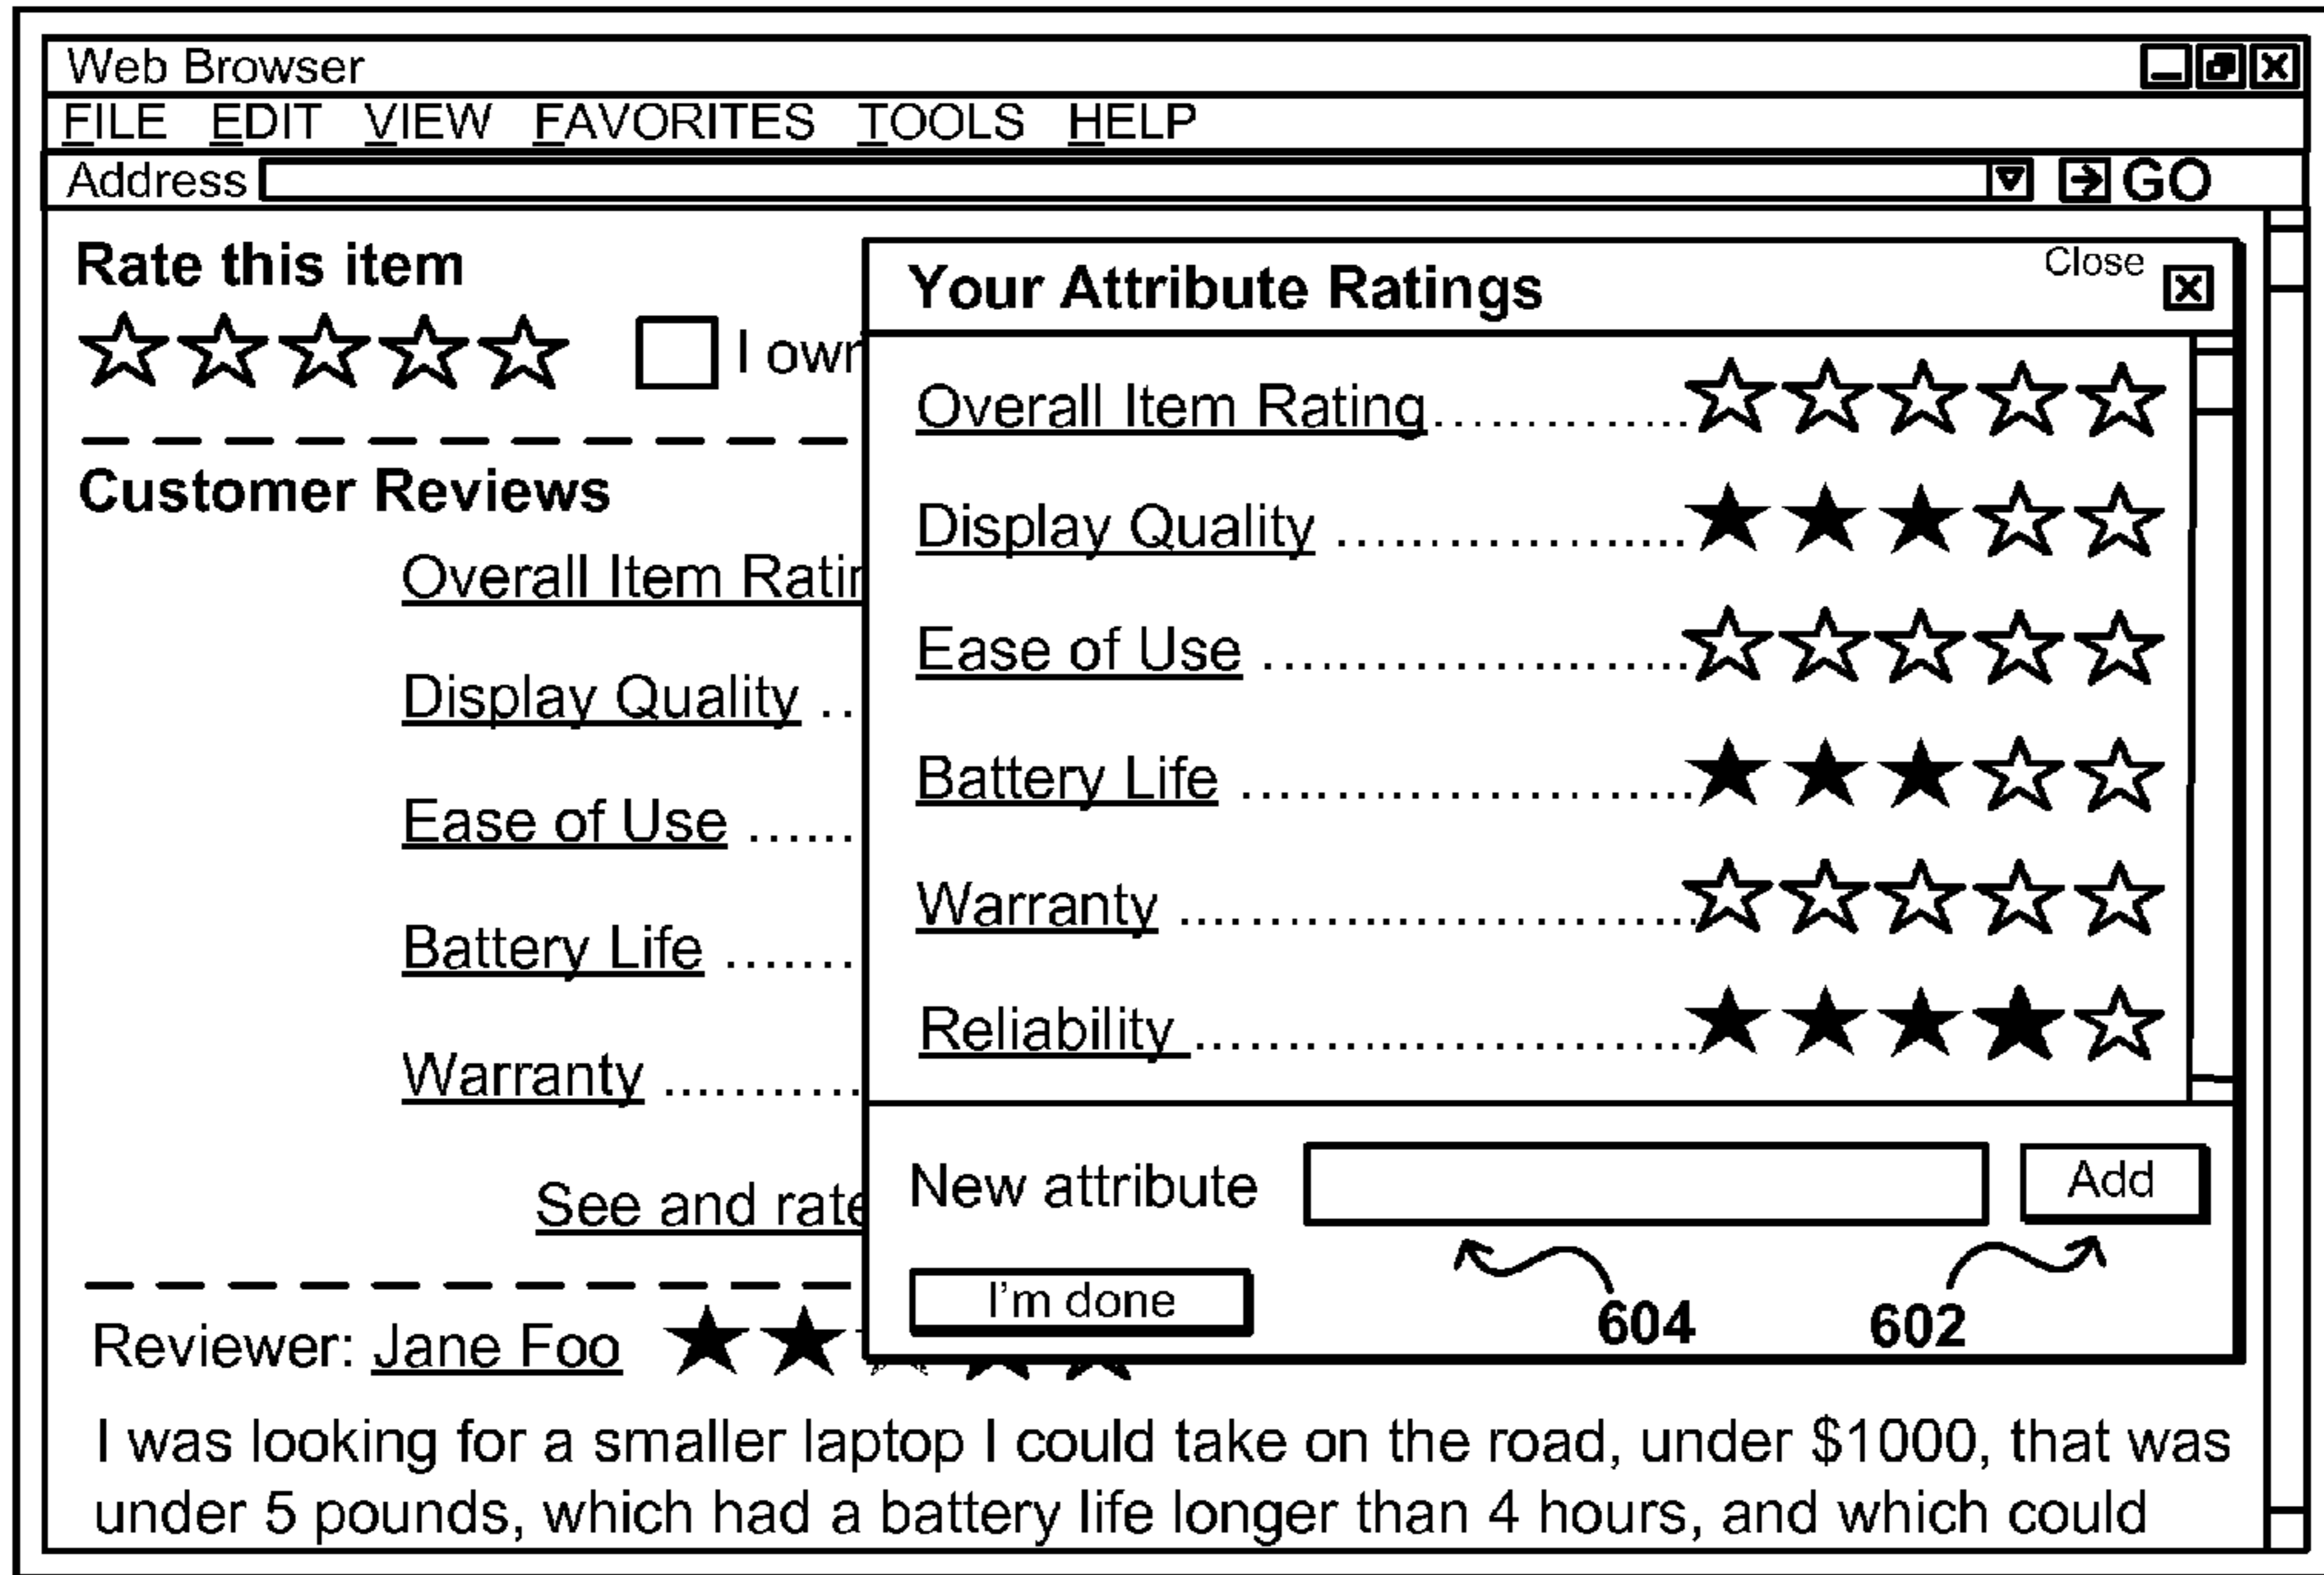 Web Browser
FILE EDIT VIEW FAVORITES TOOLS HELP
Address GO
Rate this item
I own
Customer Reviews
Overall Item
Display Quality ..
Ease of Use ......
Battery Life .......
Warranty ...........
See and rate
Reviewer: Jane Foo
I was looking for a smaller laptop I could take on the road, under $1000, that was
under 5 pounds, which had a battery life longer than 4 hours, and which could
Your Attribute Ratings
Close
Overall Item Rating..............
Display Quality ...................
Ease of Use .......................
Battery Life ........................
Warranty ............................
Reliability ...........................
New attribute
Add
I'm done
604
602